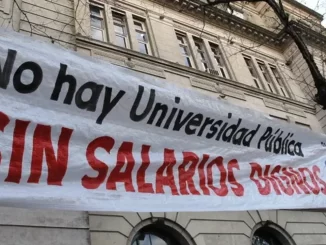 No hay Universidad Pública
SIN SALARIOS DIGNOS